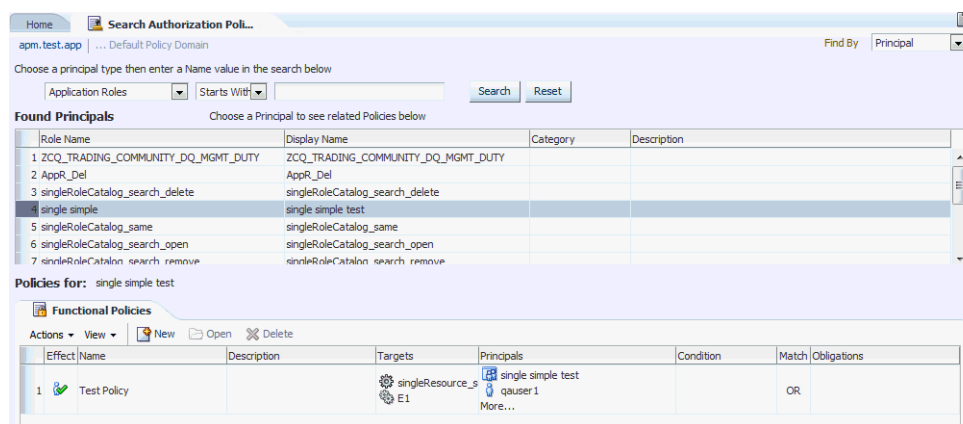 Home Search Authorization Poli...
apm.test.app | ... Default Policy Domain Find By Principal
Choose a principal type then enter a Name value in the search below
Application Roles Starts With Search Reset
Found Principals Choose a Principal to see related Policies below
Role Name Display Name Category Description
1 ZCQ_TRADING_COMMUNITY_DQ_MGMT_DUTY ZCQ_TRADING_COMMUNITY_DQ_MGMT_DUTY
2 AppR_Del AppR_Del
3 singleRoleCatalog_search_delete singleRoleCatalog_search_delete
4 single simple single simple test
5 singleRoleCatalog_same singleRoleCatalog_same
6 singleRoleCatalog_search_open singleRoleCatalog_search_open
7 singleRoleCatalog_search_remove singleRoleCatalog_search_remove
Policies for: single simple test
Functional Policies
Actions View New Open Delete
Effect Name Description Targets Principals Condition Match Obligations
1 Test Policy singleResource_s single simple test OR
E1 qauser1
More...